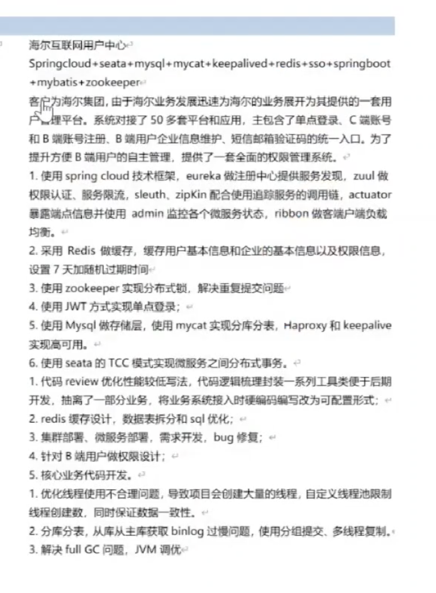 海尔互联网用户中心
Springcloud+seata+mysql+mycat+keepalived+redis+sso+springboot
+mybatis+zookeeper
客户为海尔集团, 由于海尔业务发展迅速为海尔的业务展开为其提供的一套用
户管理平台。系统对接了 50 多套平台和应用，主包含了单点登录、C 端账号
和 B 端账号注册、B 端用户企业信息维护、短信邮箱验证码的统一入口。为了
提升方便 B 端用户的自主管理，提供了一套全面的权限管理系统。
1. 使用 spring cloud 技术框架，eureka 做注册中心提供服务发现，zuul 做
权限认证、服务限流，sleuth、zipKin 配合使用追踪服务的调用链，actuator
暴露端点信息并使用 admin 监控各个微服务状态，ribbon 做客户端负载
均衡。
2. 采用 Redis 做缓存，缓存用户基本信息和企业的基本信息以及权限信息，
设置 7 天加随机过期时间
3. 使用 zookeeper 实现分布式锁，解决重复提交问题
4. 使用 JWT 方式实现单点登录；
5. 使用 Mysql 做存储层，使用 mycat 实现分库分表，Haproxy 和 keepalive
实现高可用。
6. 使用 seata 的 TCC 模式实现微服务之间分布式事务。
1. 代码 review 优化性能较低写法，代码逻辑梳理封装一系列工具类便于后期
开发，抽离了一部分业务，将业务系统接入时硬编码编写改为可配置形式；
2. redis 缓存设计，数据表拆分和 sql 优化；
3. 集群部署、微服务部署，需求开发，bug 修复；
4. 针对 B 端用户做权限设计；
5. 核心业务代码开发。
1. 优化线程使用不合理问题，导致项目会创建大量的线程，自定义线程池限制
线程创建数，同时保证数据一致性。
2. 分库分表，从库从主库获取 binlog 过慢问题，使用分组提交、多线程复制。
3. 解决 full GC 问题，JVM 调优